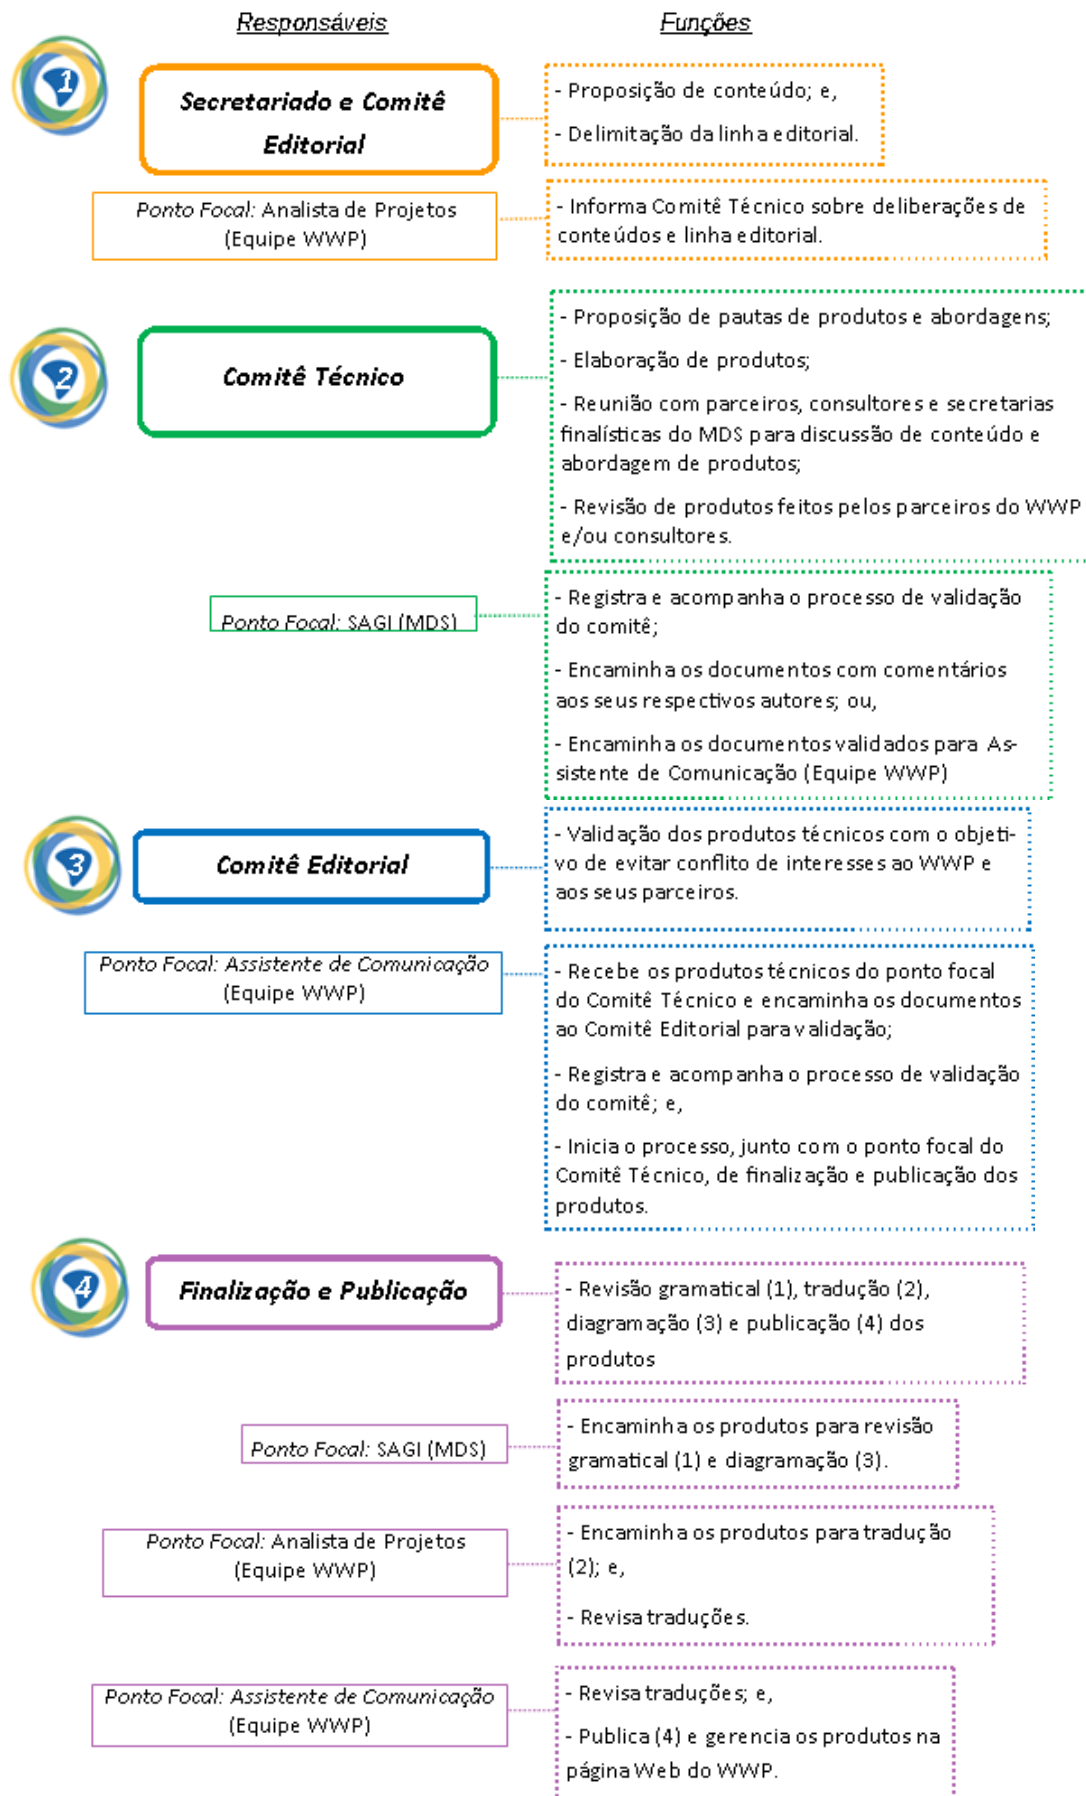 Responsáveis
Funções
1
Secretariado e Comitê
Editorial
- Proposição de conteúdo; e,
- Delimitação da linha editorial.
Ponto Focal: Analista de Projetos
(Equipe WWP)
- Informa Comitê Técnico sobre deliberações de
conteúdos e linha editorial.
2
Comitê Técnico
- Proposição de pautas de produtos e abordagens;
- Elaboração de produtos;
- Reunião com parceiros, consultores e secretarias
finalísticas do MDS para discussão de conteúdo e
abordagem de produtos;
- Revisão de produtos feitos pelos parceiros do WWP
e/ou consultores.
Ponto Focal: SAGI (MDS)
- Registra e acompanha o processo de validação
do comitê;
- Encaminha os documentos com comentários
aos seus respectivos autores; ou,
- Encaminha os documentos validados para As-
sistente de Comunicação (Equipe WWP)
3
Comitê Editorial
- Validação dos produtos técnicos com o objeti-
vo de evitar conflito de interesses ao WWP e
aos seus parceiros.
Ponto Focal: Assistente de Comunicação
(Equipe WWP)
- Recebe os produtos técnicos do ponto focal
do Comitê Técnico e encaminha os documentos
ao Comitê Editorial para validação;
- Registra e acompanha o processo de validação
do comitê; e,
- Inicia o processo, junto com o ponto focal do
Comitê Técnico, de finalização e publicação dos
produtos.
4
Finalização e Publicação
- Revisão gramatical (1), tradução (2),
diagramação (3) e publicação (4) dos
produtos
Ponto Focal: SAGI (MDS)
- Encaminha os produtos para revisão
gramatical (1) e diagramação (3).
Ponto Focal: Analista de Projetos
(Equipe WWP)
- Encaminha os produtos para tradução
(2); e,
- Revisa traduções.
Ponto Focal: Assistente de Comunicação
(Equipe WWP)
- Revisa traduções; e,
- Publica (4) e gerencia os produtos na
página Web do WWP.